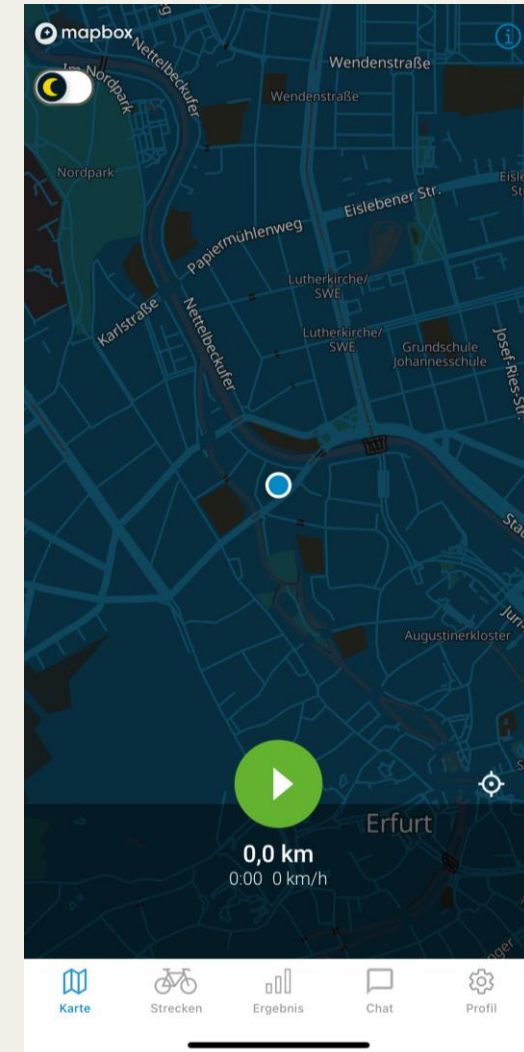 mapbox
Nettelbeckufer
Im Nordpark
Wendenstraße
Wendenstraße
Nordpark
Eislebener Str.
Papiermühlenweg
Lutherkirche/
SWE
Karlstraße
Nettelbeckufer
Lutherkirche/
SWE
Grundschule
Johannesschule
Josef-Ries-Str.
Augustinerkloster
Erfurt
0,0 km
0:00 0 km/h
Karte
Strecken
Ergebnis
Chat
Profil